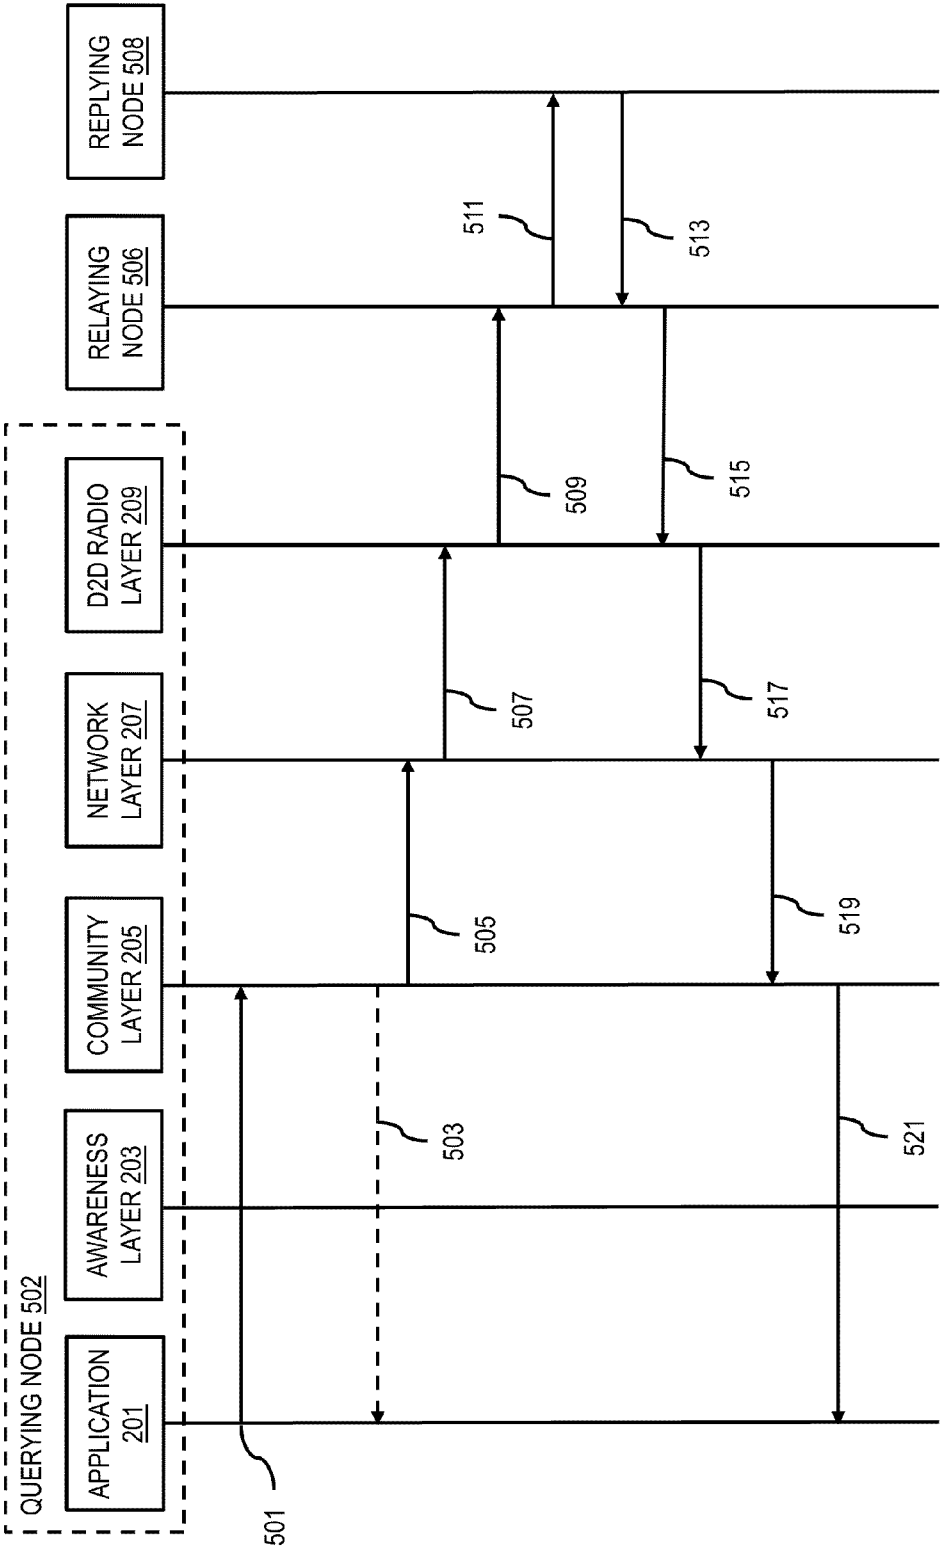 QUERYING NODE 502
APPLICATION
201
AWARENESS
LAYER 203
COMMUNITY
LAYER 205
NETWORK
LAYER 207
D2D RADIO
LAYER 209
RELAYING
NODE 506
REPLYING
NODE 508
501
503
505
507
509
511
513
515
517
519
521